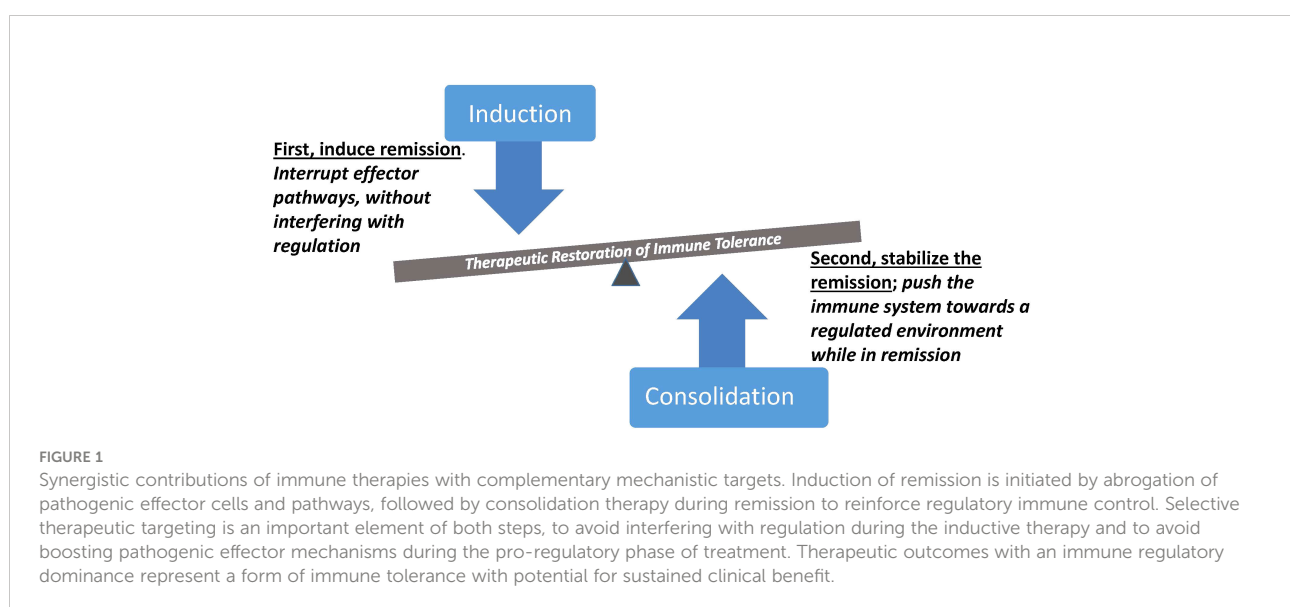 Induction
First, induce remission.
Interrupt effector
pathways, without
interfering with
regulation
Therapeutic Restoration of Immune Tolerance
Second, stabilize the
remission; push the
immune system towards a
regulated environment
while in remission
Consolidation
FIGURE 1
Synergistic contributions of immune therapies with complementary mechanistic targets. Induction of remission is initiated by abrogation of
pathogenic effector cells and pathways, followed by consolidation therapy during remission to reinforce regulatory immune control. Selective
therapeutic targeting is an important element of both steps, to avoid interfering with regulation during the inductive therapy and to avoid
boosting pathogenic effector mechanisms during the pro-regulatory phase of treatment. Therapeutic outcomes with an immune regulatory
dominance represent a form of immune tolerance with potential for sustained clinical benefit.